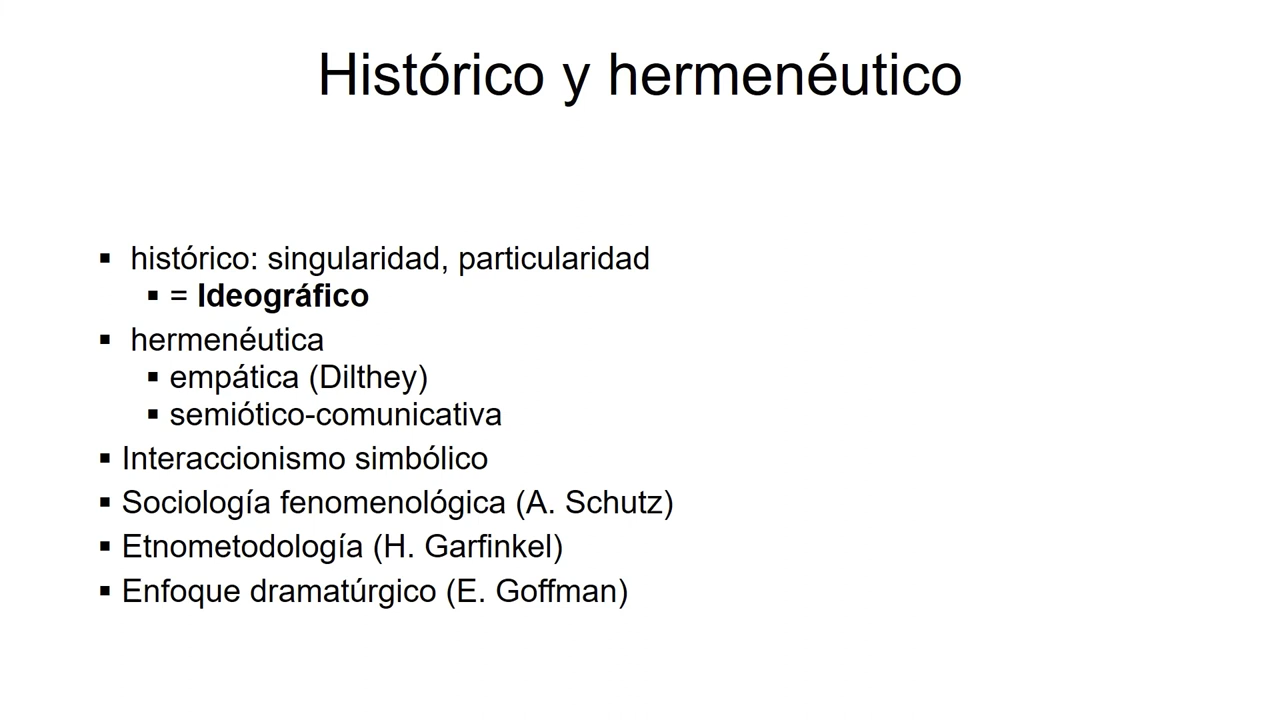 Histórico y hermenéutico
▪ histórico: singularidad, particularidad
▪ = Ideográfico
▪ hermenéutica
▪ empática (Dilthey)
▪ semiótico-comunicativa
▪ Interaccionismo simbólico
▪ Sociología fenomenológica (A. Schutz)
▪ Etnometodología (H. Garfinkel)
▪ Enfoque dramatúrgico (E. Goffman)